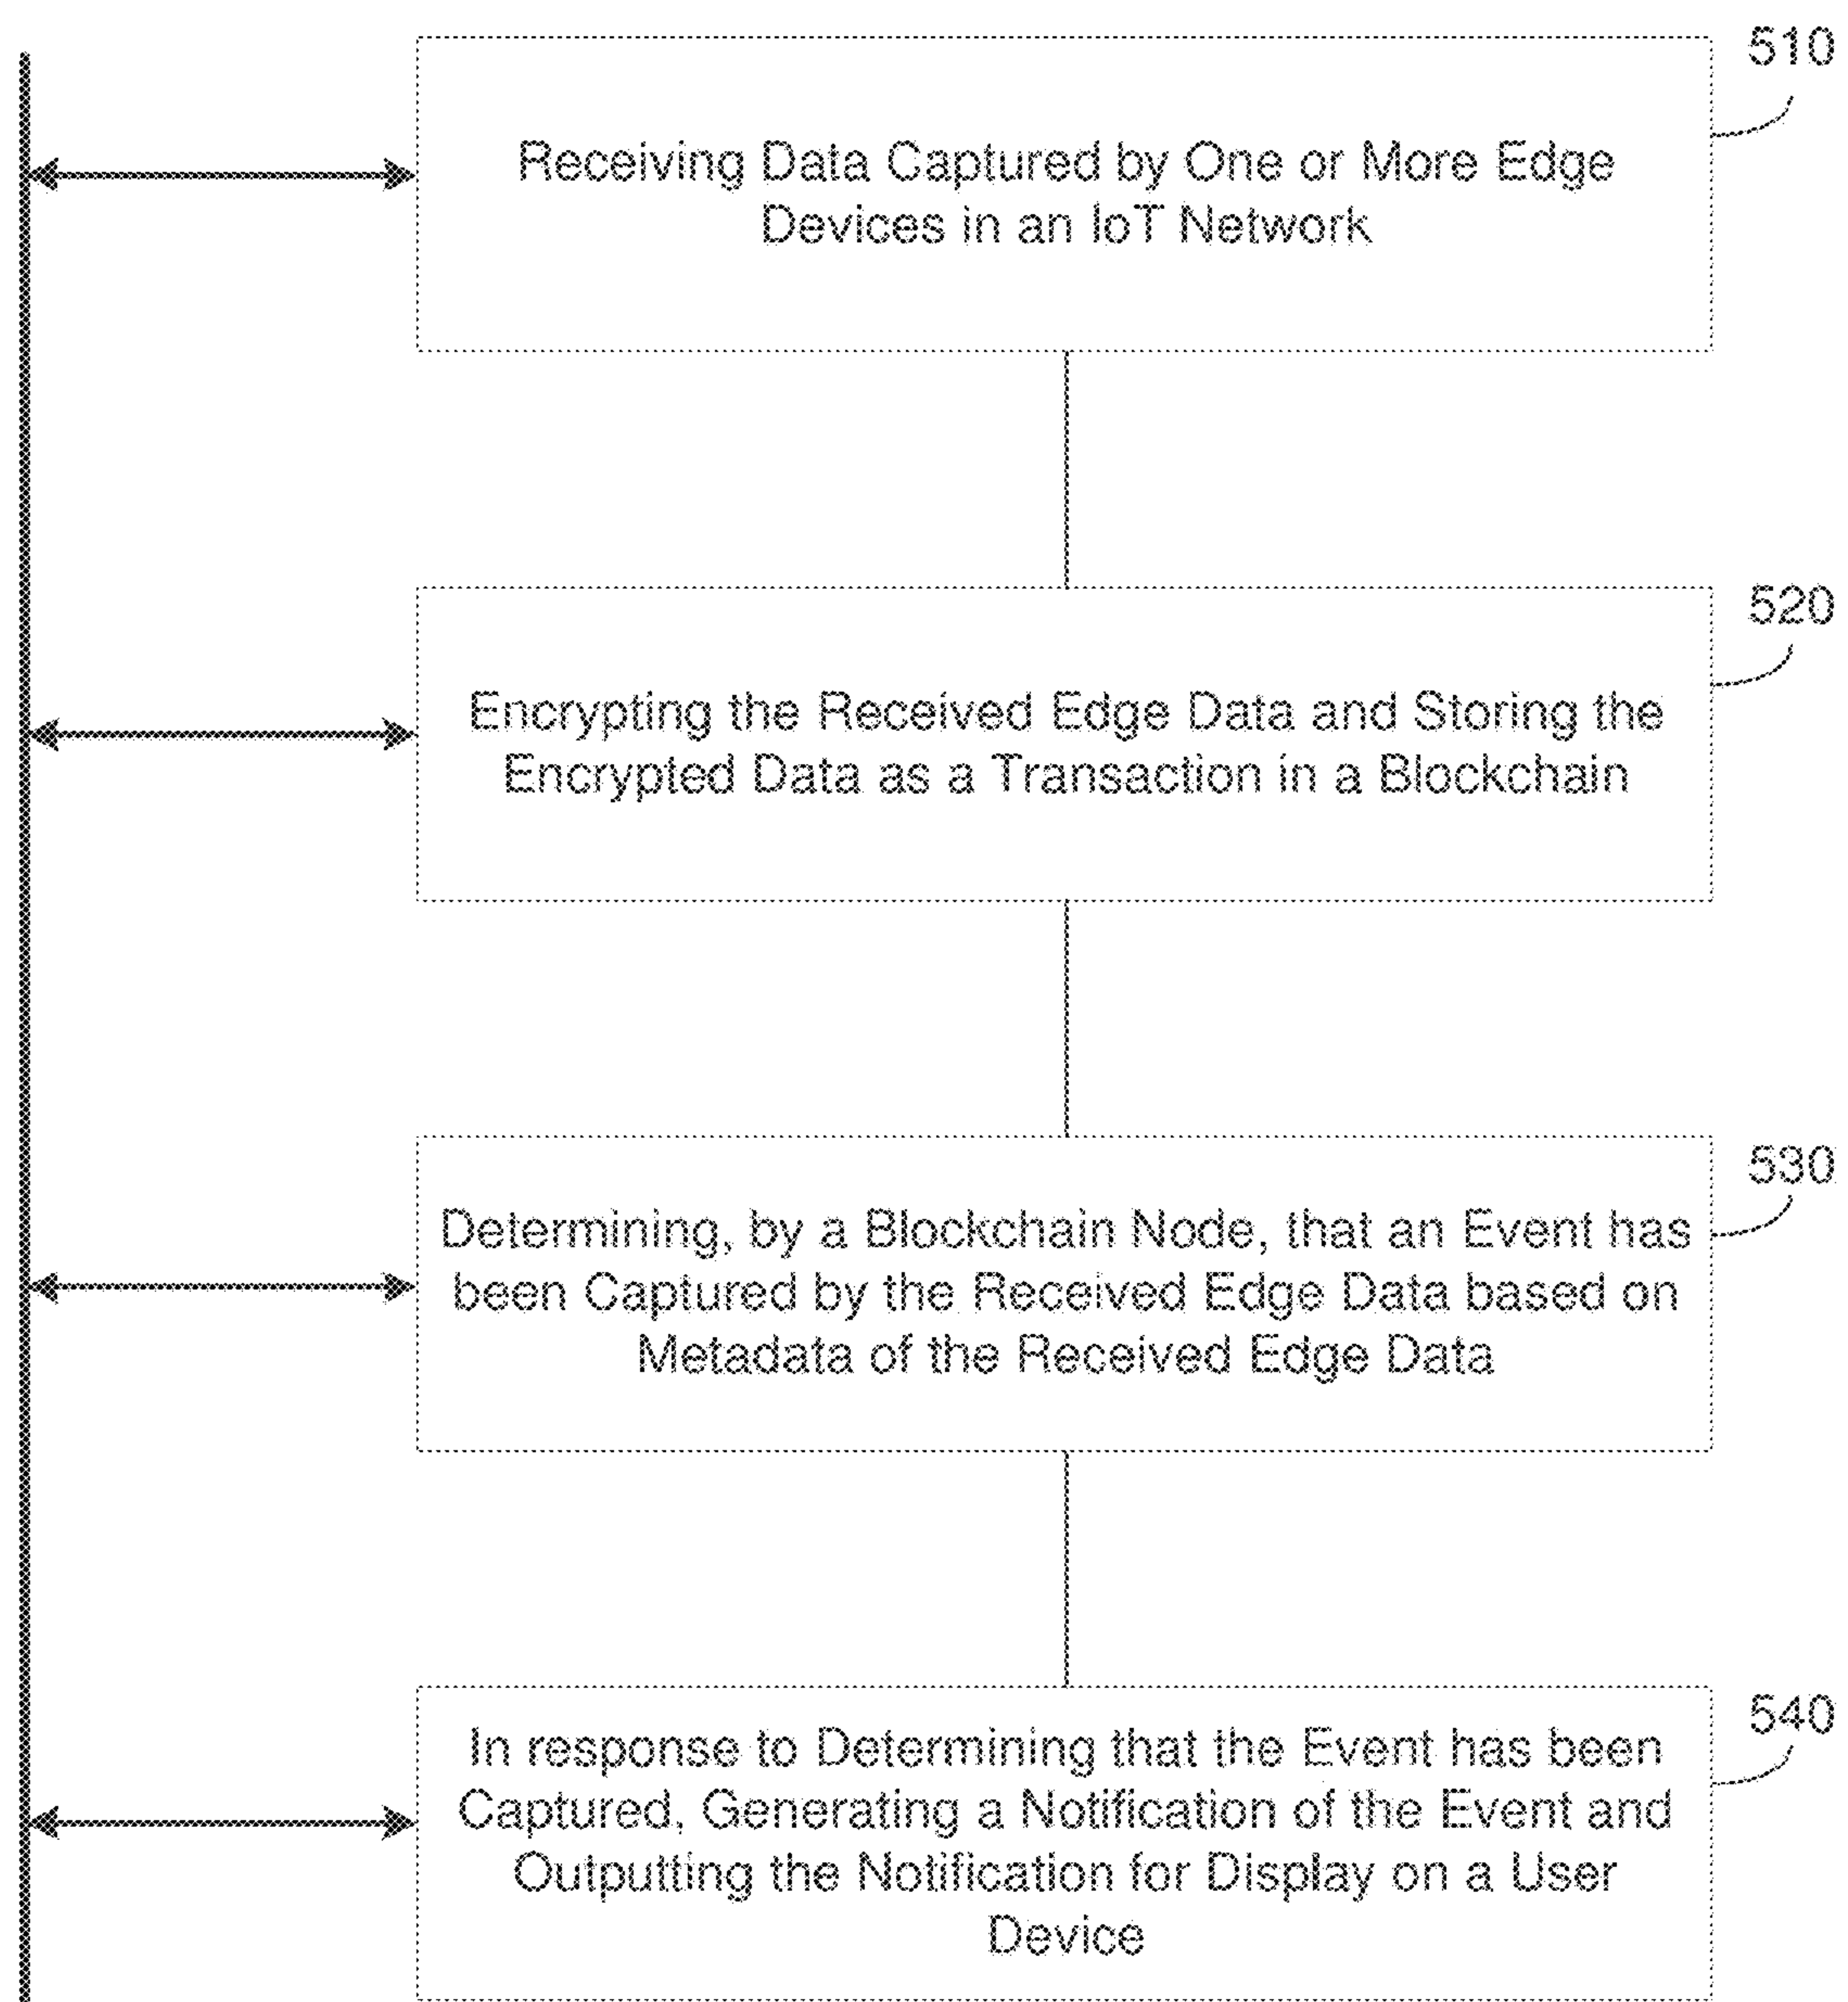 510
Receiving Data Captured by One or More Edge
Devices in an IoT Network
520
Encrypting the Received Edge Data and Storing the
Encrypted Data as a Transaction in a Blockchain
530
Determining, by a Blockchain Node, that an Event has
been Captured by the Received Edge Data based on
Metadata of the Received Edge Data
540
In response to Determining that the Event has been
Captured, Generating a Notification of the Event and
Outputting the Notification for Display on a User
Device